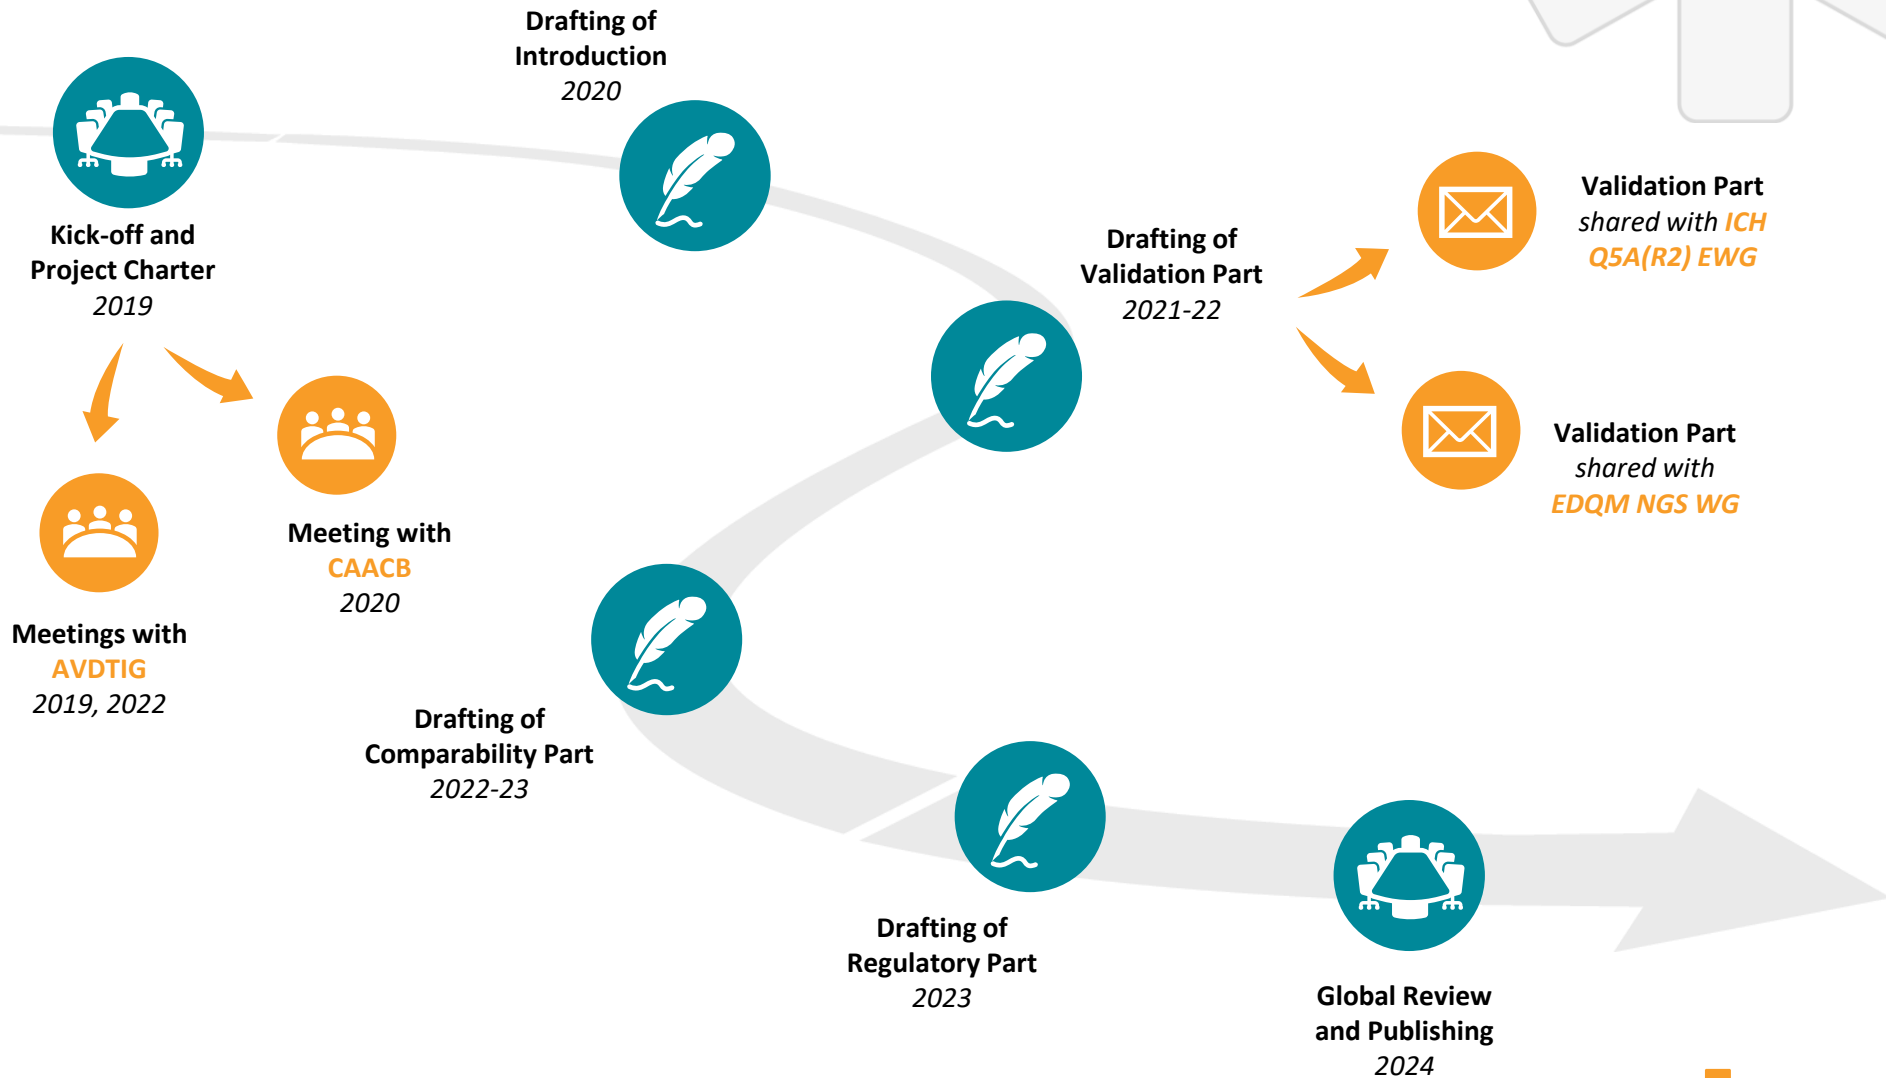 Drafting of
Introduction
2020
Kick-off and
Project Charter
2019
Drafting of
Validation Part
2021-22
Validation Part
shared with ICH
Q5A(R2) EWG
Validation Part
shared with
EDQM NGS WG
Meeting with
CAACB
2020
Meetings with
AVDTIG
2019, 2022
Drafting of
Comparability Part
2022-23
Drafting of
Regulatory Part
2023
Global Review
and Publishing
2024